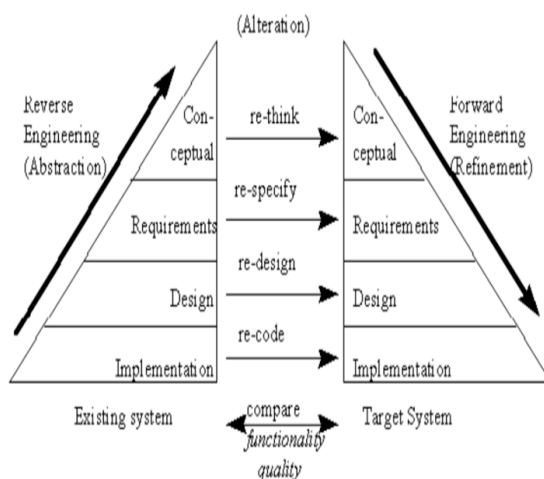 (Alteration)
Reverse
Engineering
(Abstraction)
Con-
ceptual
Requirements
Design
Implementation
Existing system
re-think
re-specify
re-design
re-code
compare
functionality
quality
Con-
ceptual
Requirements
Design
Implementation
Target System
Forward
Engineering
(Refinement)